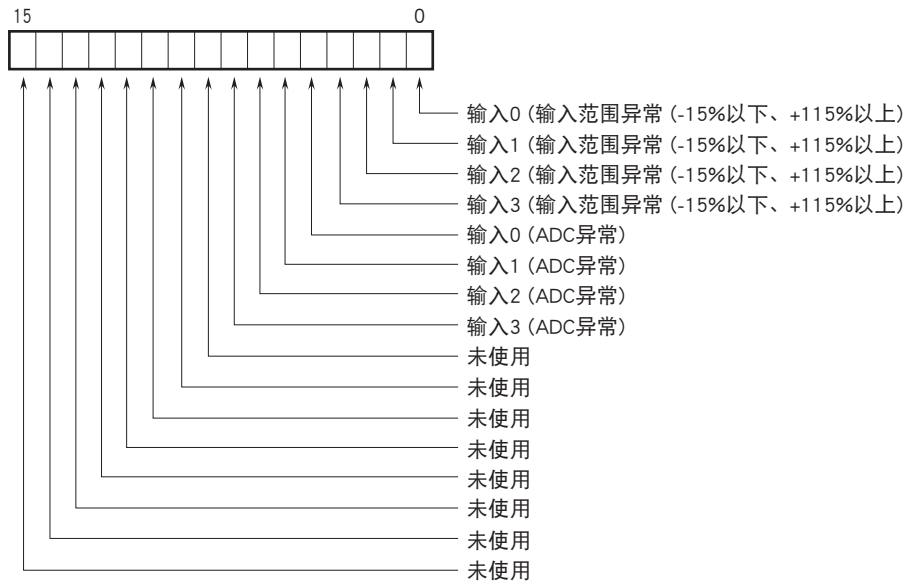 15 0
输入0 (输入范围异常 (-15%以下、+115%以上)
输入1 (输入范围异常 (-15%以下、+115%以上)
输入2 (输入范围异常 (-15%以下、+115%以上)
输入3 (输入范围异常 (-15%以下、+115%以上)
输入0 (ADC异常)
输入1 (ADC异常)
输入2 (ADC异常)
输入3 (ADC异常)
未使用
未使用
未使用
未使用
未使用
未使用
未使用
未使用